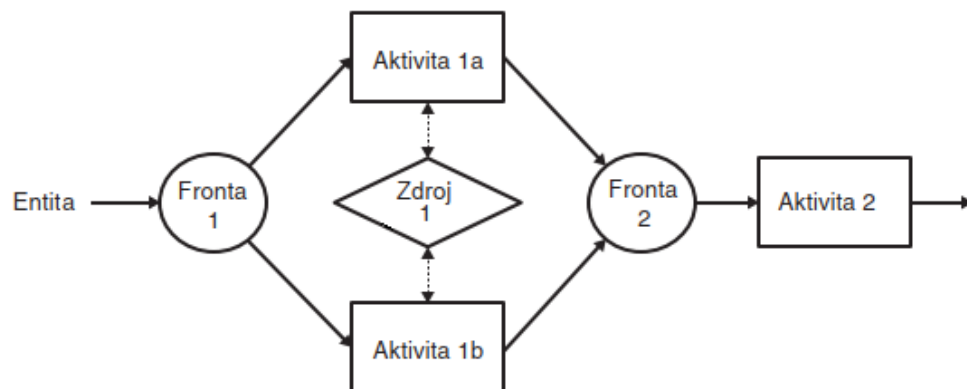 Aktivita 1a
Entita
Fronta
1
Zdroj
1
Fronta
2
Aktivita 2
Aktivita 1b